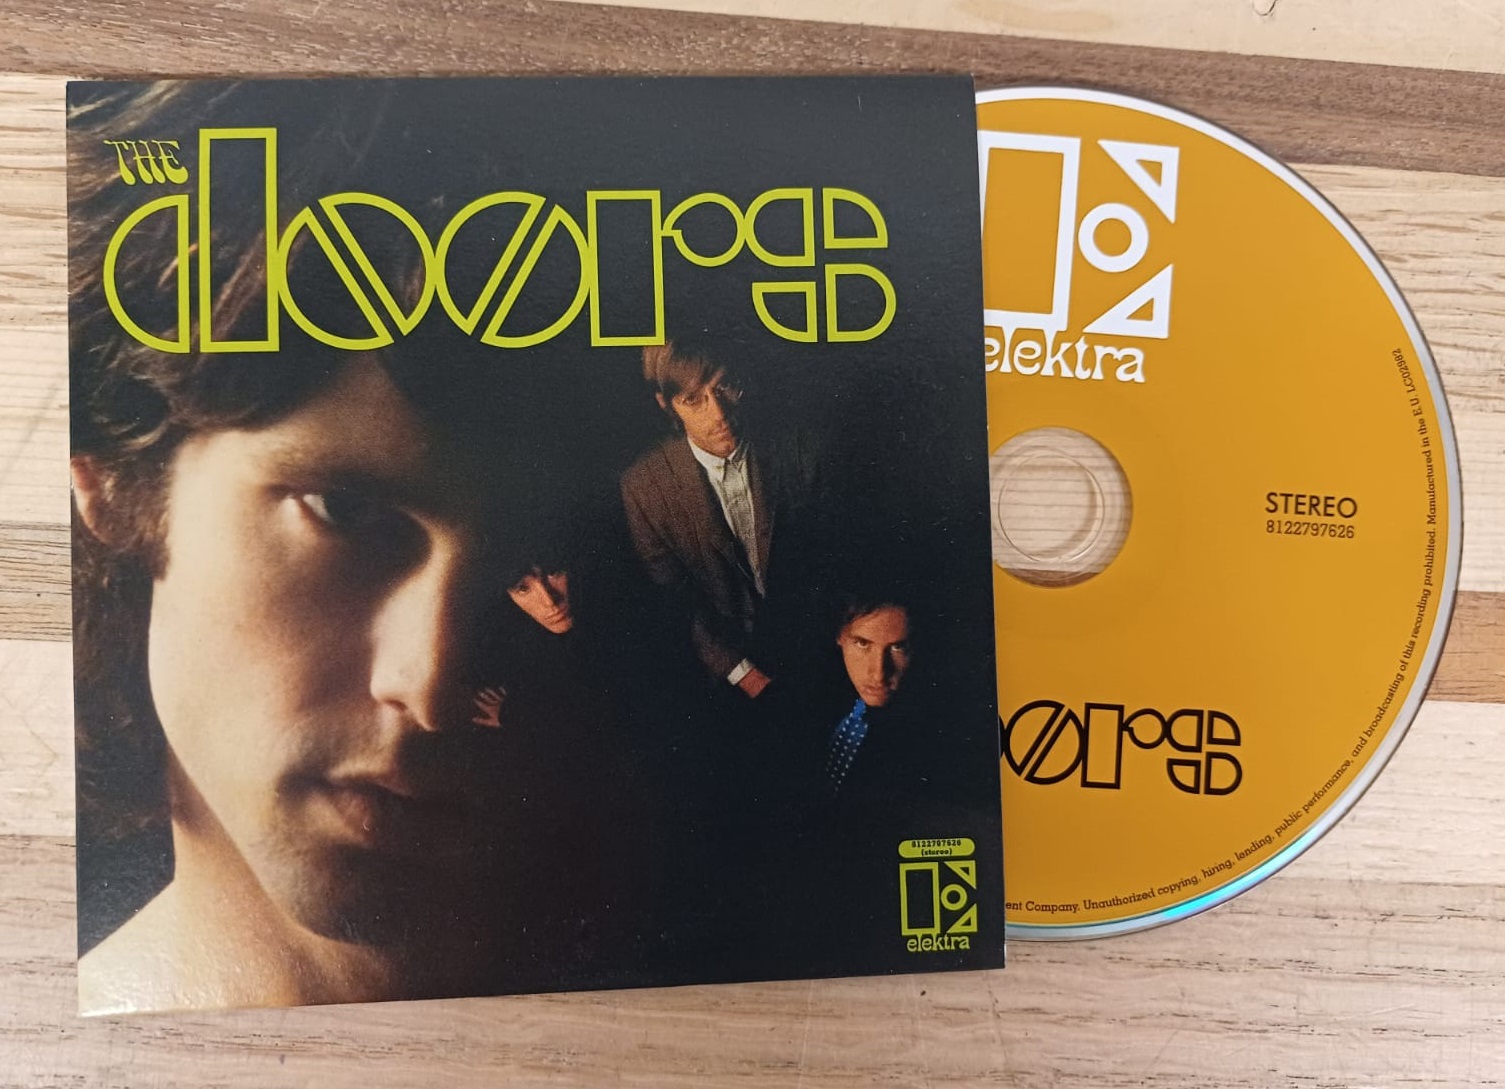 THE
doors
8122797626
(stereo)
elektra
elektra
STEREO
8122797626
oors
ent Company. Unauthorized copying, hiring, lending, public performance, and broadcasting of this recording prohibited. Manufactured in the E.U. LC02982